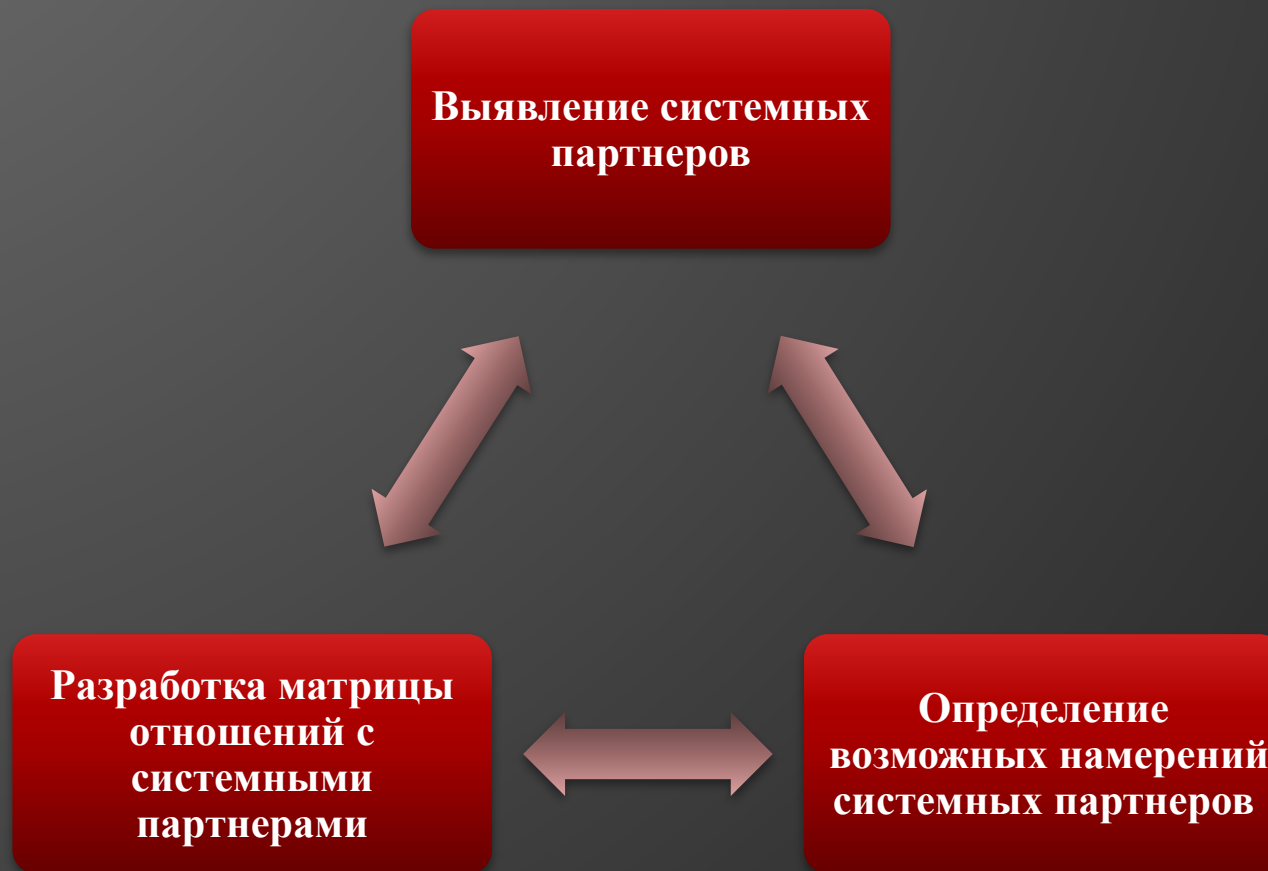 Выявление системных
партнеров
Разработка матрицы
отношений с
системными
партнерами
Определение
возможных намерений
системных партнеров